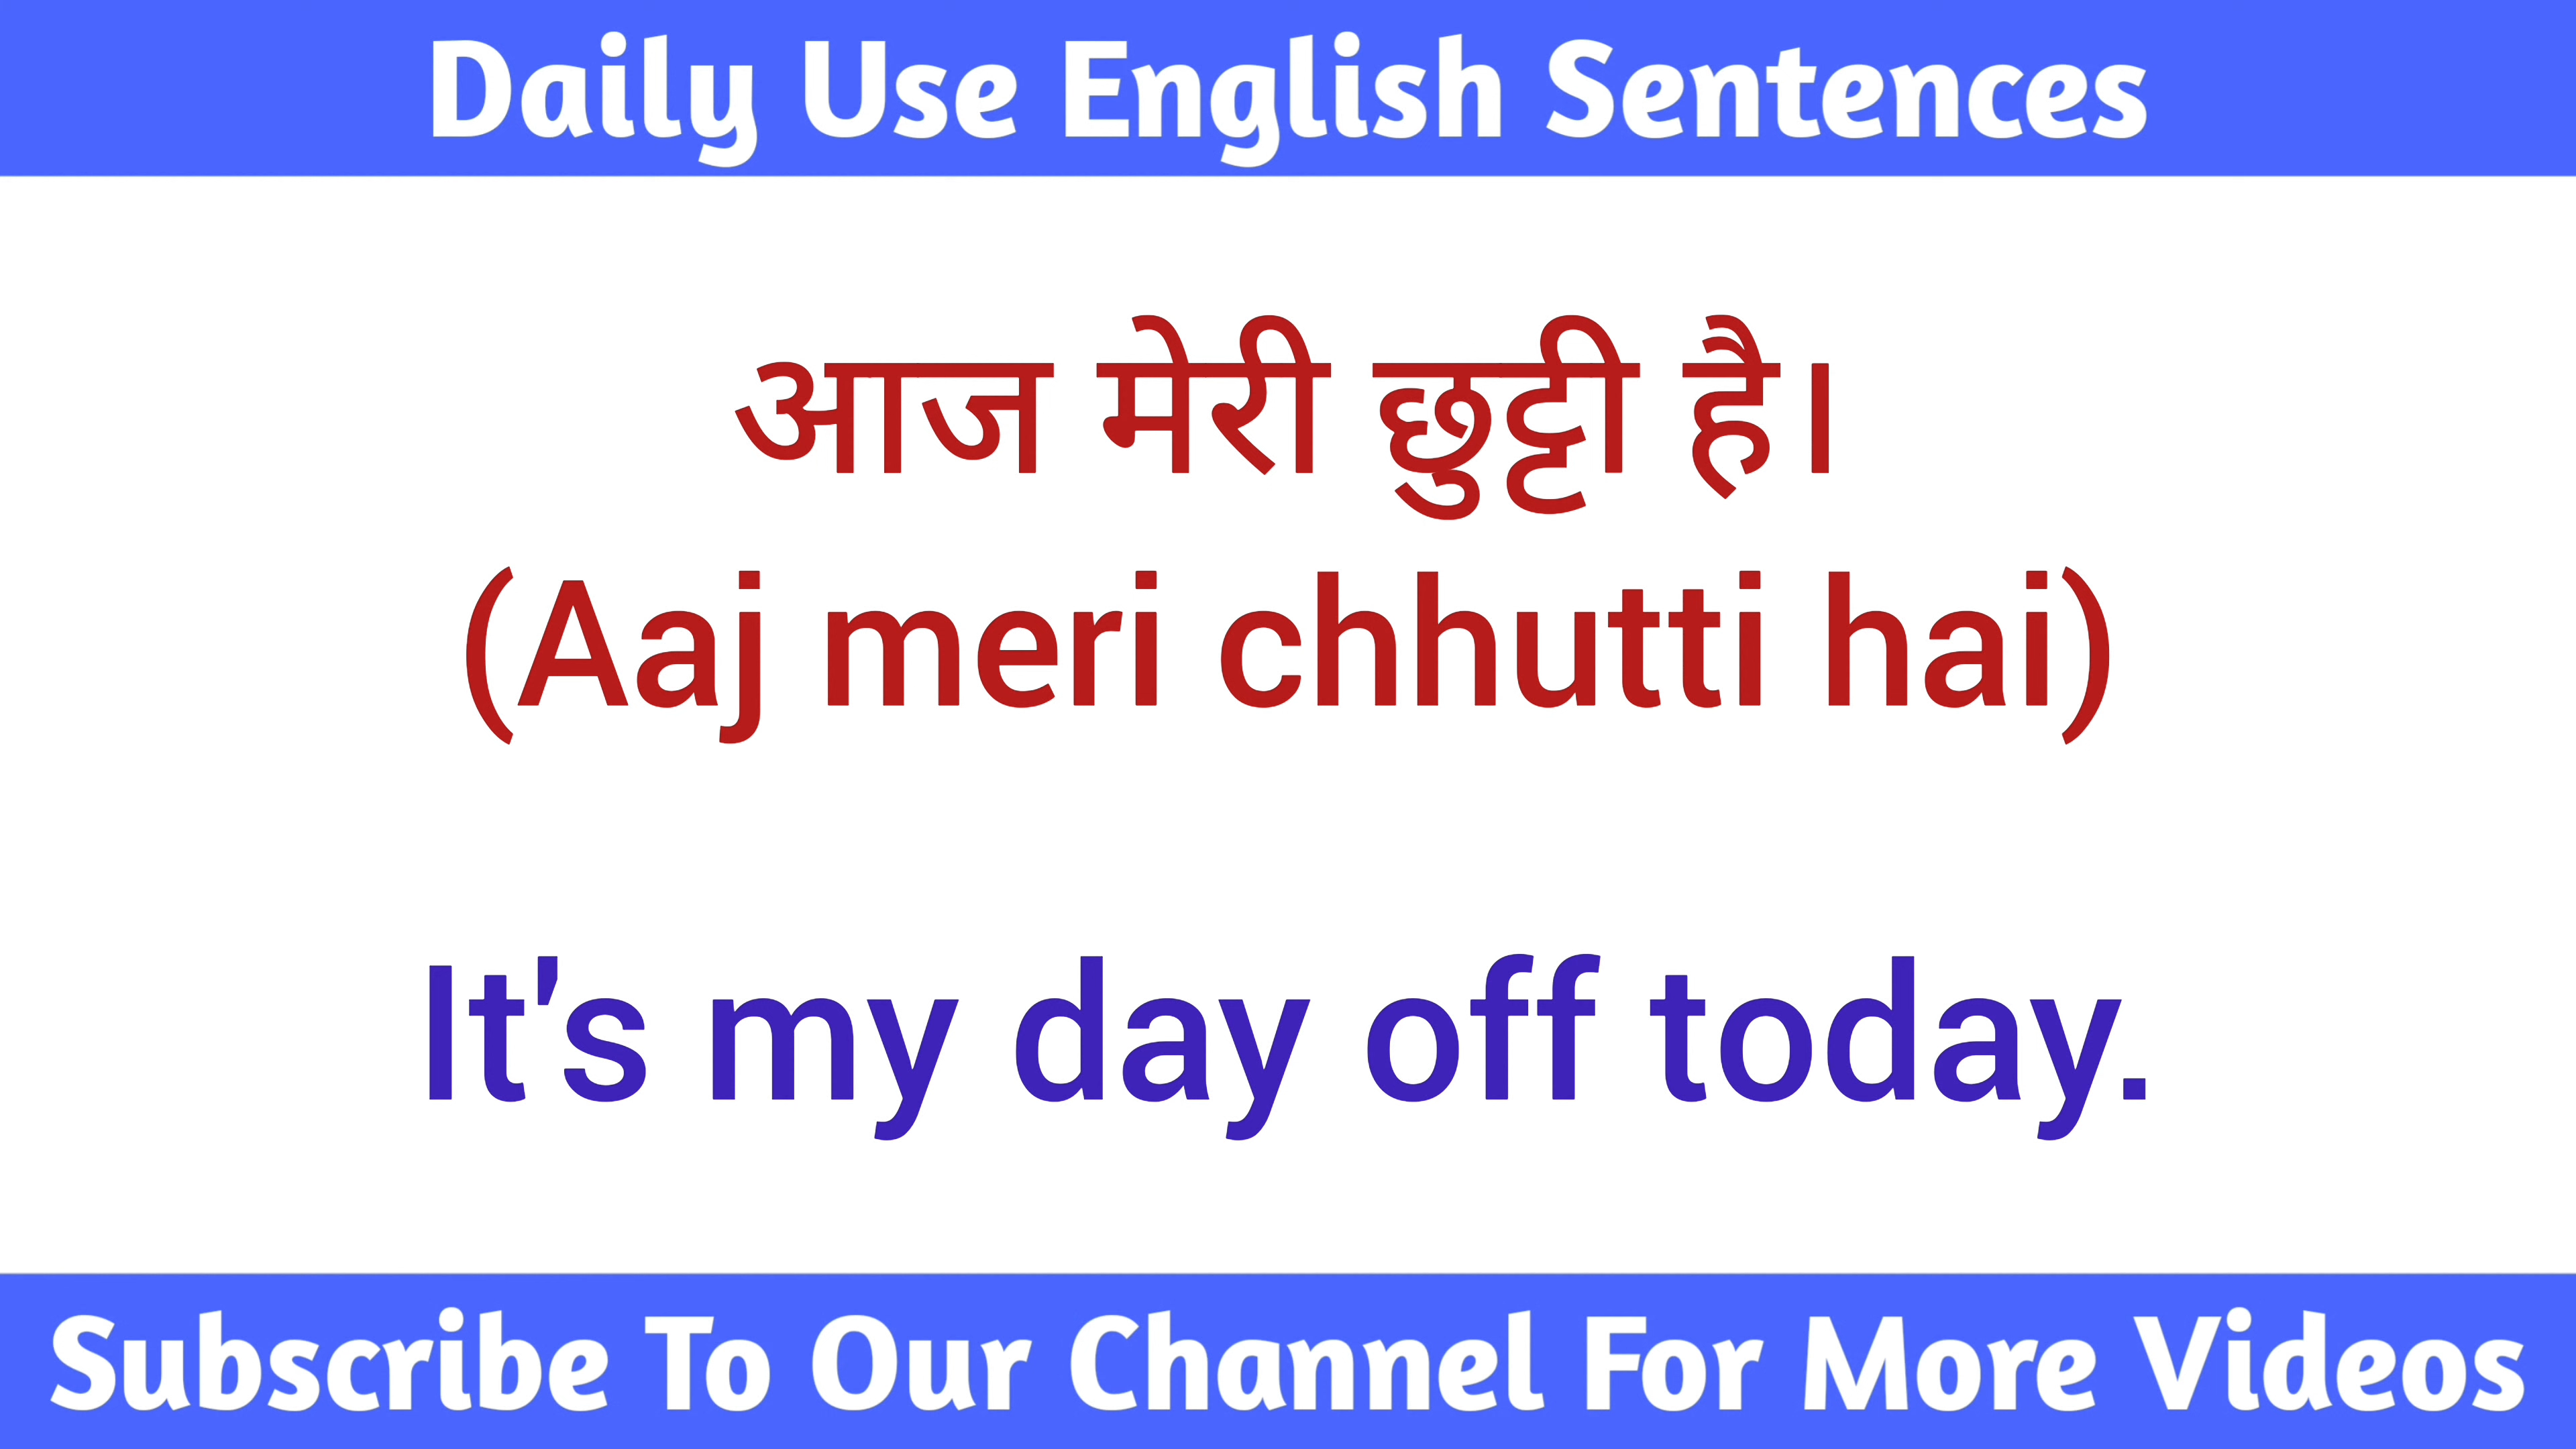 Daily Use English Sentences
आज मेरी छुट्टी है।
(Aaj meri chhutti hai)
It's my day off today.
Subscribe To Our Channel For More Videos